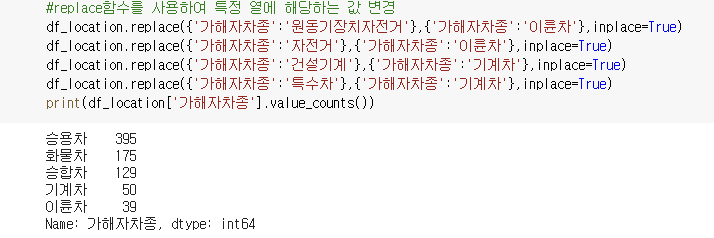 #replace함수를 사용하여 특정 열에 해당하는 값 변경
df_location.replace({'가해자차종':'원동기장치자전거'},{'가해자차종':'이륜차'},inplace=True)
df_location.replace({'가해자차종':'자전거'},{'가해자차종':'이륜차'},inplace=True)
df_location.replace({'가해자차종':'건설기계'},{'가해자차종':'기계차'},inplace=True)
df_location.replace({'가해자차종':'특수차'},{'가해자차종':'기계차'},inplace=True)
print(df_location['가해자차종'].value_counts())
승용차    395
화물차    175
승합차    129
기계차     50
이륜차     39
Name: 가해자차종, dtype: int64